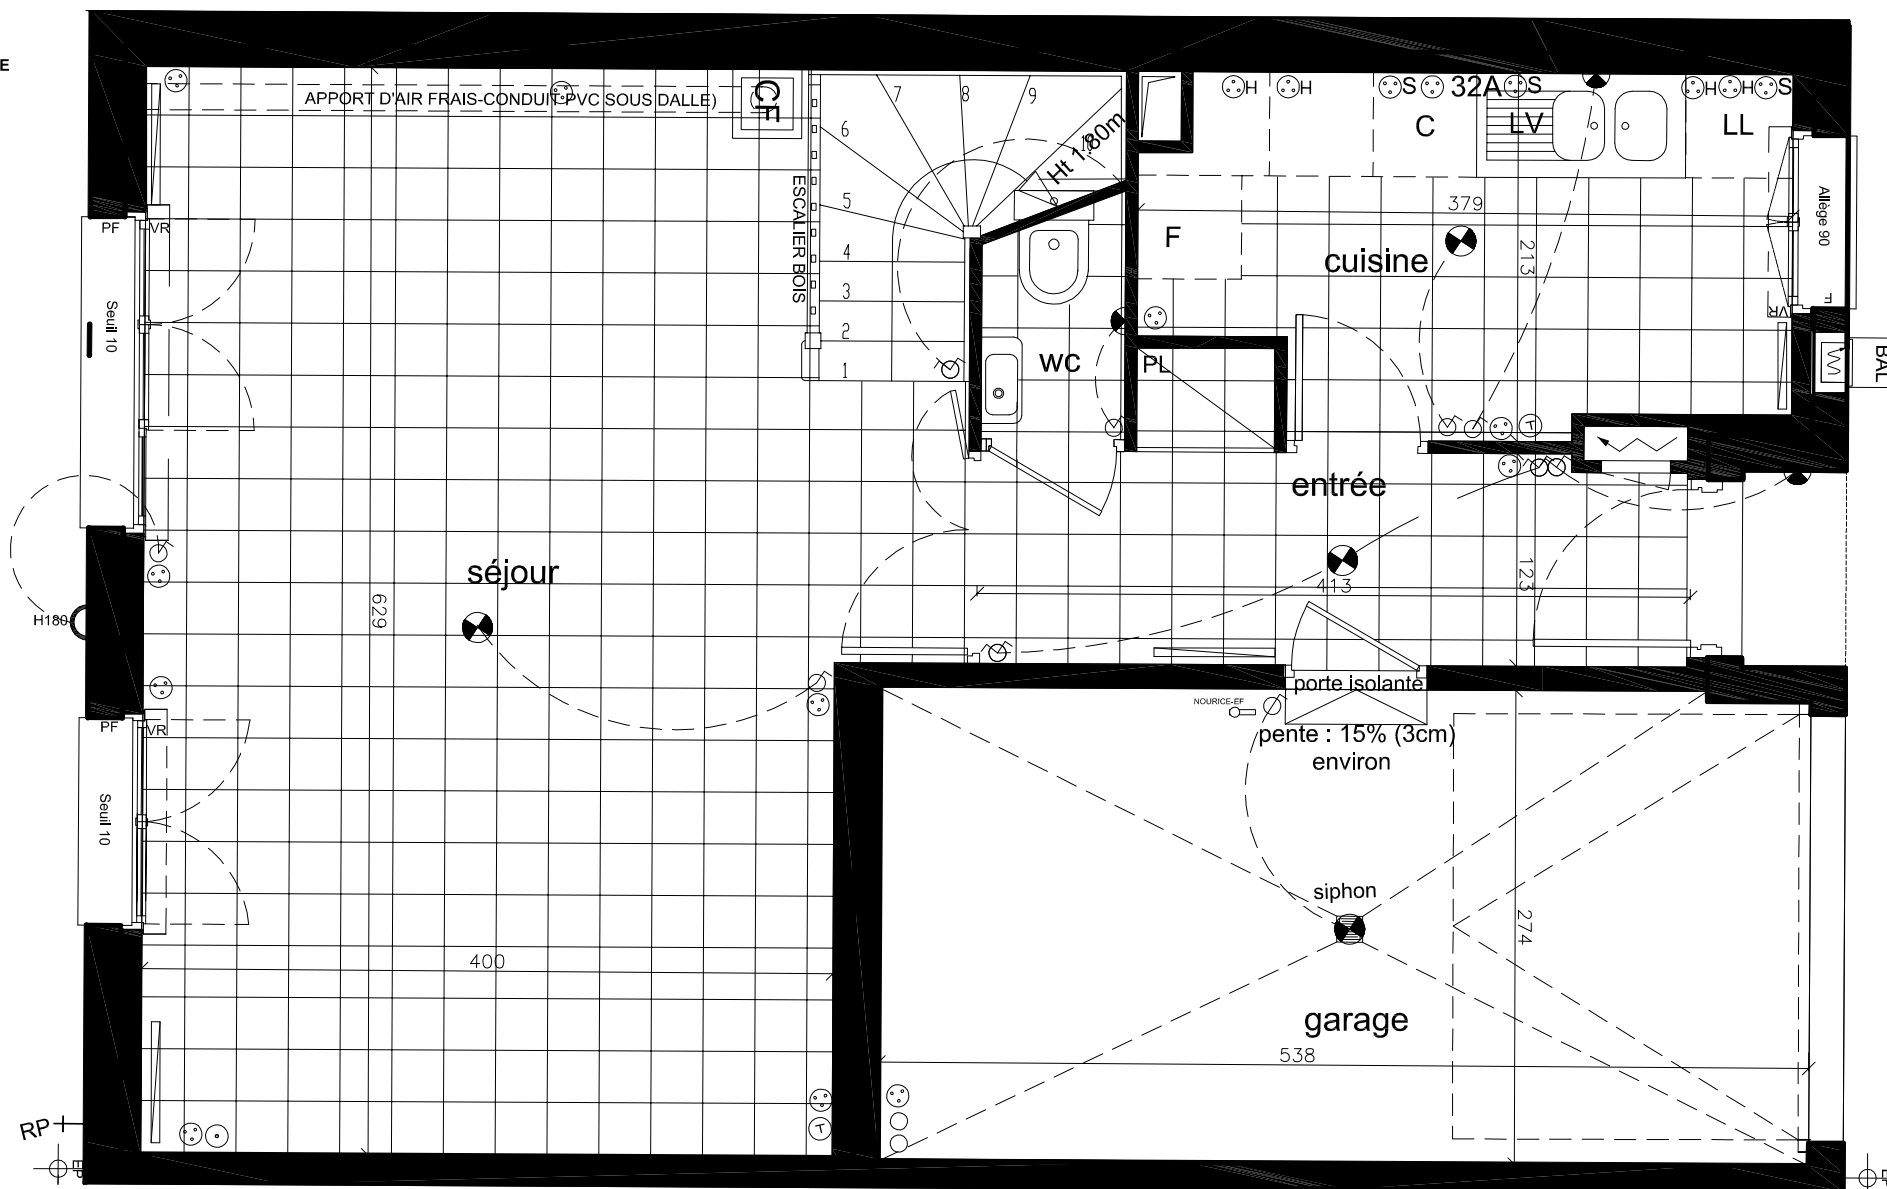 E
APPORT D'AIR FRAIS-CONDUIT PVC SOUS DALLE)
CF
7
8
9
10
6
5
4
3
2
1
ESCALIER BOIS
Ht 1.80m
H
H
S
32A
S
H
H
S
C
LV
LL
379
213
F
cuisine
Allège 90
F
VR
BAL
PF
VR
Seuil 10
wc
PL
T
entrée
413
123
séjour
629
H180
PF
VR
Seuil 10
porte isolante
NOURICE-EF
pente : 15% (3cm)
environ
siphon
274
400
garage
538
T
RP